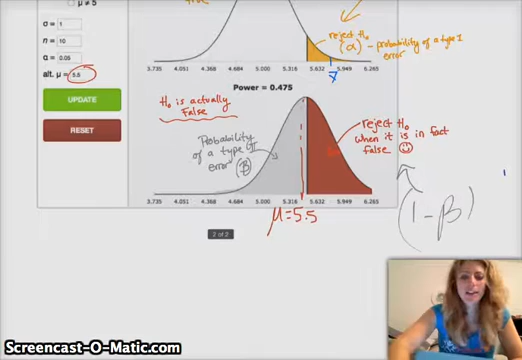 μ ≠ 5
σ = 1
n = 10
α = 0.05
alt. μ = 5.5
UPDATE
RESET
reject H₀
(α) - probability of a type I
error
3.735 4.051 4.368 4.684 5.000 5.316 5.632 5.949 6.265
x̄
Power = 0.475
H₀ is actually
False
Probability
of a type II
error
(β)
reject H₀
when it is in fact
false ☺
3.735 4.051 4.368 4.684 5.000 5.316 5.632 5.949 6.265
μ=5.5
(1-β)
2 of 2
Screencast-O-Matic.com